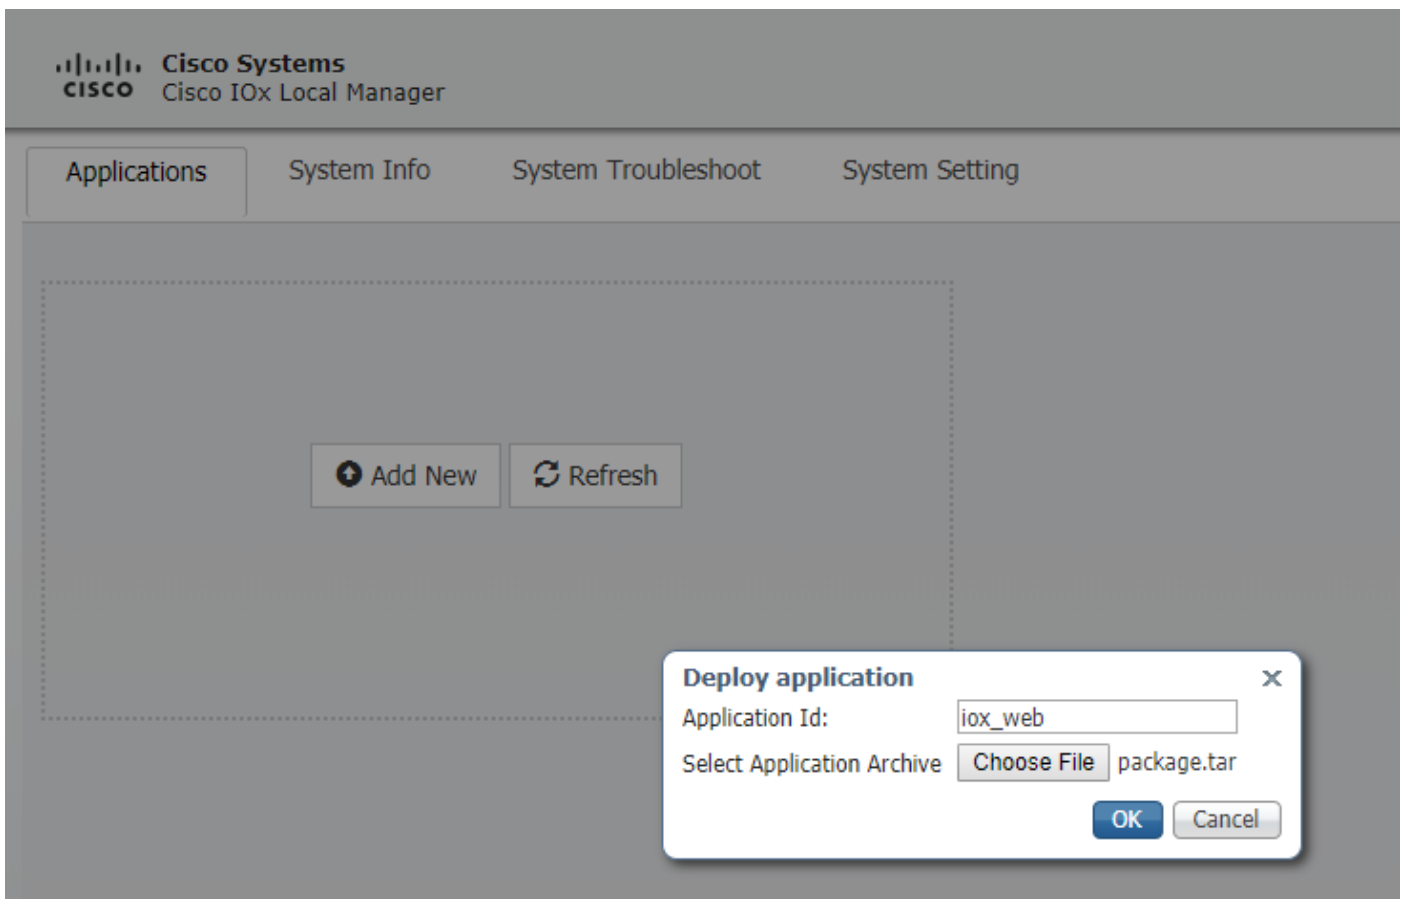 Cisco Systems
CISCO Cisco IOx Local Manager
Applications System Info System Troubleshoot System Setting
Add New Refresh
Deploy application
Application Id: iox_web
Select Application Archive Choose File package.tar
OK Cancel